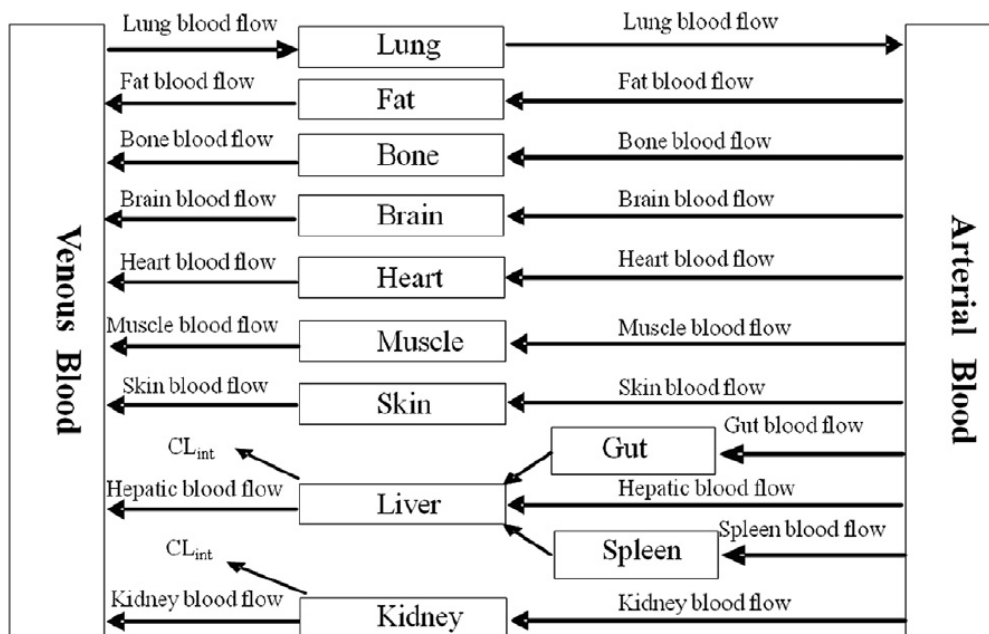 Lung blood flow
Lung
Lung blood flow
Fat blood flow
Fat
Fat blood flow
Bone blood flow
Bone
Bone blood flow
Brain blood flow
Brain
Brain blood flow
Heart blood flow
Heart
Heart blood flow
Muscle blood flow
Muscle
Muscle blood flow
Skin blood flow
Skin
Skin blood flow
Gut
Gut blood flow
CLint
Hepatic blood flow
Liver
Hepatic blood flow
Spleen
Spleen blood flow
CLint
Kidney blood flow
Kidney
Kidney blood flow
Venous Blood
Arterial Blood